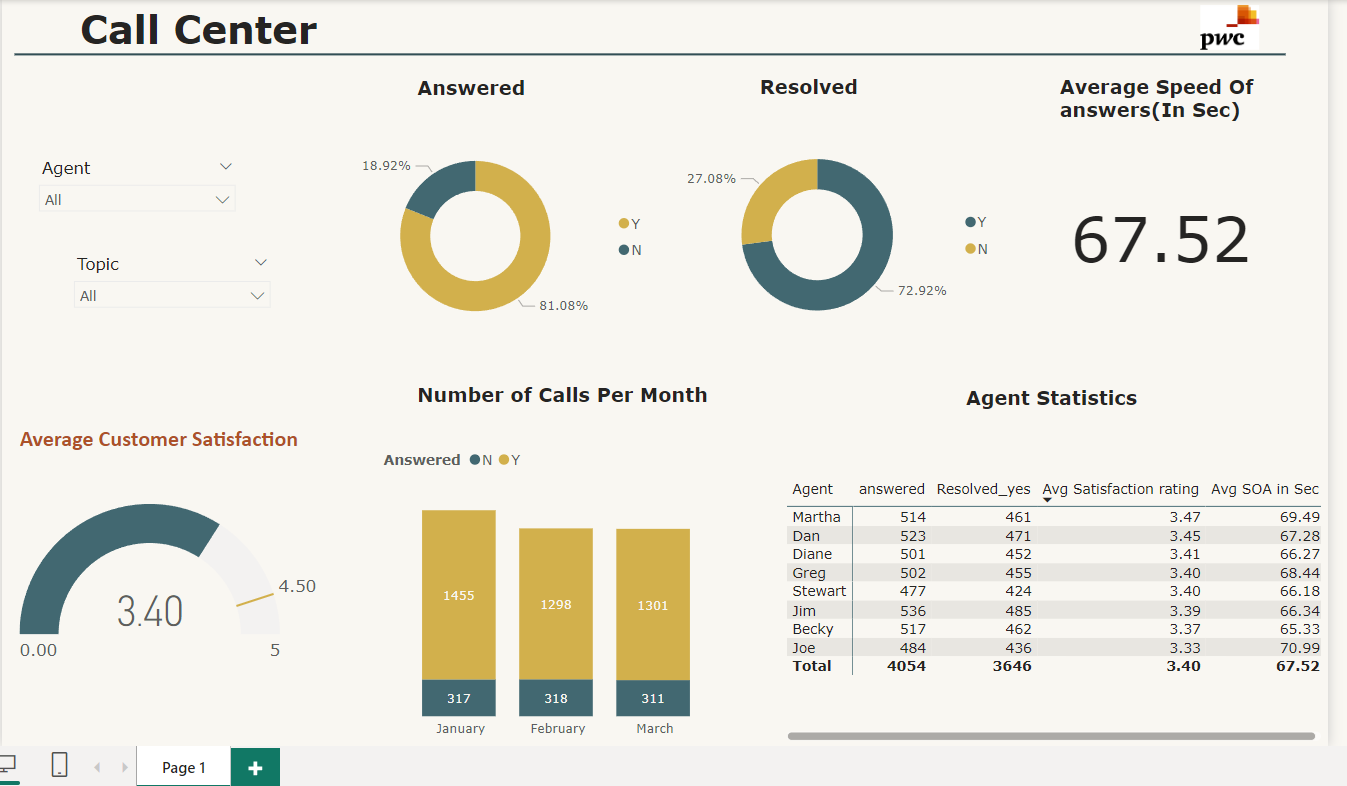 Call Center
pwc
Answered
Resolved
Average Speed Of
answers(In Sec)
Agent
All
Topic
All
18.92%
81.08%
Y
N
27.08%
72.92%
Y
N
67.52
Average Customer Satisfaction
3.40
4.50
0.00
5
Number of Calls Per Month
Answered N Y
1455
1298
1301
317
318
311
January
February
March
Agent Statistics
Agent answered Resolved_yes Avg Satisfaction rating Avg SOA in Sec
Martha 514 461 3.47 69.49
Dan 523 471 3.45 67.28
Diane 501 452 3.41 66.27
Greg 502 455 3.40 68.44
Stewart 477 424 3.40 66.18
Jim 536 485 3.39 66.34
Becky 517 462 3.37 65.33
Joe 484 436 3.33 70.99
Total 4054 3646 3.40 67.52
Page 1